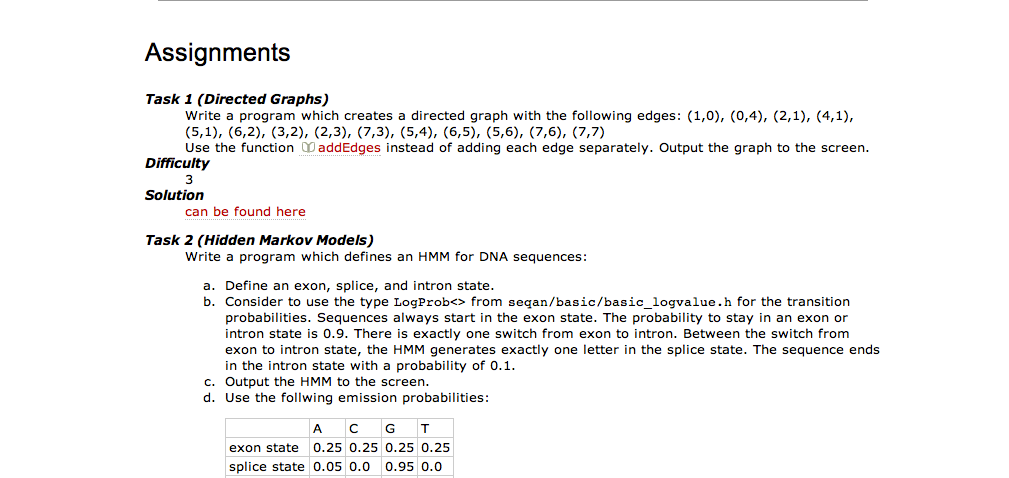 Assignments
Task 1 (Directed Graphs)
Write a program which creates a directed graph with the following edges: (1,0), (0,4), (2,1), (4,1),
(5,1), (6,2), (3,2), (2,3), (7,3), (5,4), (6,5), (5,6), (7,6), (7,7)
Use the function addEdges instead of adding each edge separately. Output the graph to the screen.
Difficulty
3
Solution
can be found here
Task 2 (Hidden Markov Models)
Write a program which defines an HMM for DNA sequences:
a. Define an exon, splice, and intron state.
b. Consider to use the type LogProb<> from seqan/basic/basic_logvalue.h for the transition
probabilities. Sequences always start in the exon state. The probability to stay in an exon or
intron state is 0.9. There is exactly one switch from exon to intron. Between the switch from
exon to intron state, the HMM generates exactly one letter in the splice state. The sequence ends
in the intron state with a probability of 0.1.
c. Output the HMM to the screen.
d. Use the follwing emission probabilities:
A C G T
exon state 0.25 0.25 0.25 0.25
splice state 0.05 0.0 0.95 0.0